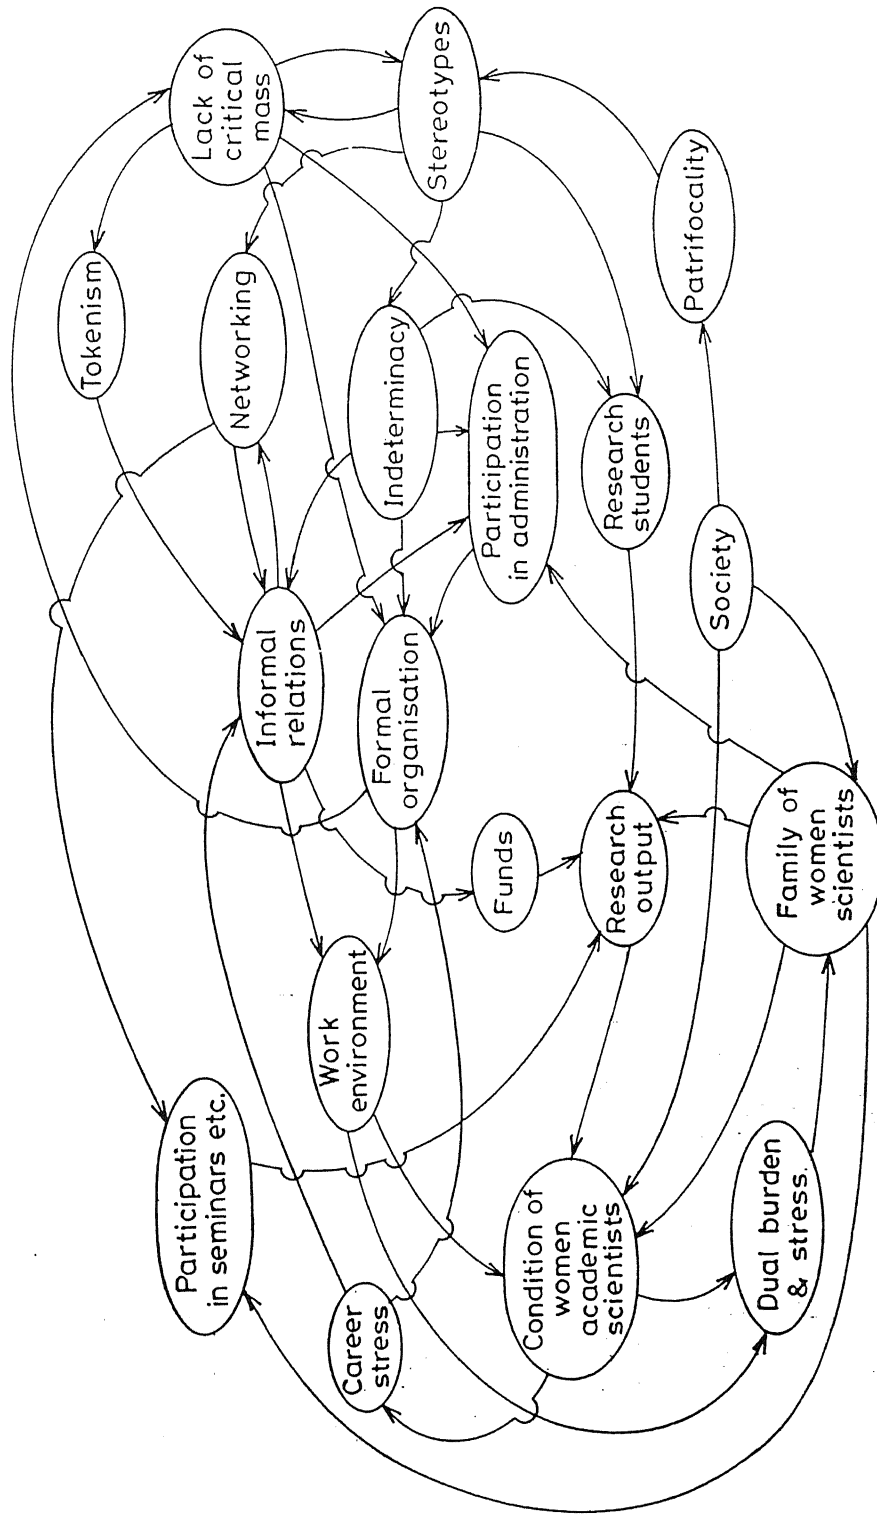 Tokenism
Participation
in seminars etc.
Lack of
critical
mass
Networking
Informal
relations
Career
stress
Work
environment
Formal
organisation
Indeterminacy
Stereotypes
Condition of
women
academic
scientists
Funds
Participation
in administration
Research
output
Research
students
Society
Patrifocality
Dual burden
& stress.
Family of
women
scientists